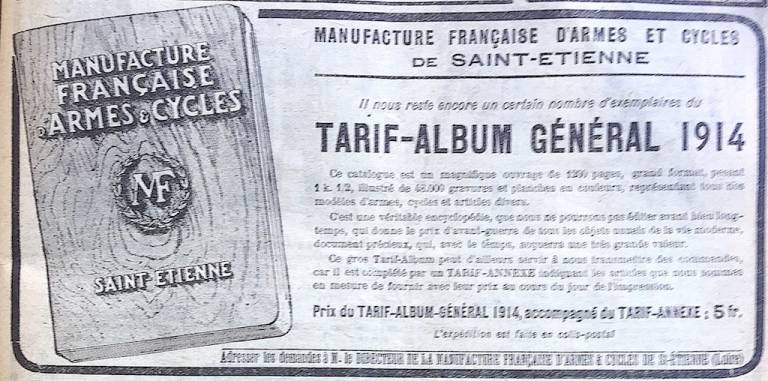 MANUFACTURE
FRANÇAISE
D'ARMES & CYCLES
MF
SAINT-ETIENNE
MANUFACTURE FRANÇAISE D'ARMES ET CYCLES
DE SAINT-ETIENNE
Il nous reste encore un certain nombre d'exemplaires du
TARIF-ALBUM GÉNÉRAL 1914
Ce catalogue est un magnifique ouvrage de 1200 pages, grand format, pesant
1 k. 1/2, illustré de 48.000 gravures et planches en couleurs, représentant tous nos
modèles d'armes, cycles et articles divers.
C'est une véritable encyclopédie, que nous ne pourrons pas éditer avant bien long-
temps, qui donne le prix d'avant-guerre de tous les objets usuels de la vie moderne,
document précieux, qui, avec le temps, acquerra une très grande valeur.
Ce gros Tarif-Album peut d'ailleurs servir à nous transmettre des commandes,
car il est complété par un TARIF-ANNEXE indiquant les articles que nous sommes
en mesure de fournir avec leur prix au cours du jour de l'impression.
Prix du TARIF-ALBUM-GÉNÉRAL 1914, accompagné du TARIF-ANNEXE : 5 fr.
L'expédition est faite en colis-postal
Adresser les demandes à M. le DIRECTEUR DE LA MANUFACTURE FRANÇAISE D'ARMES & CYCLES DE St-ÉTIENNE (Loire)